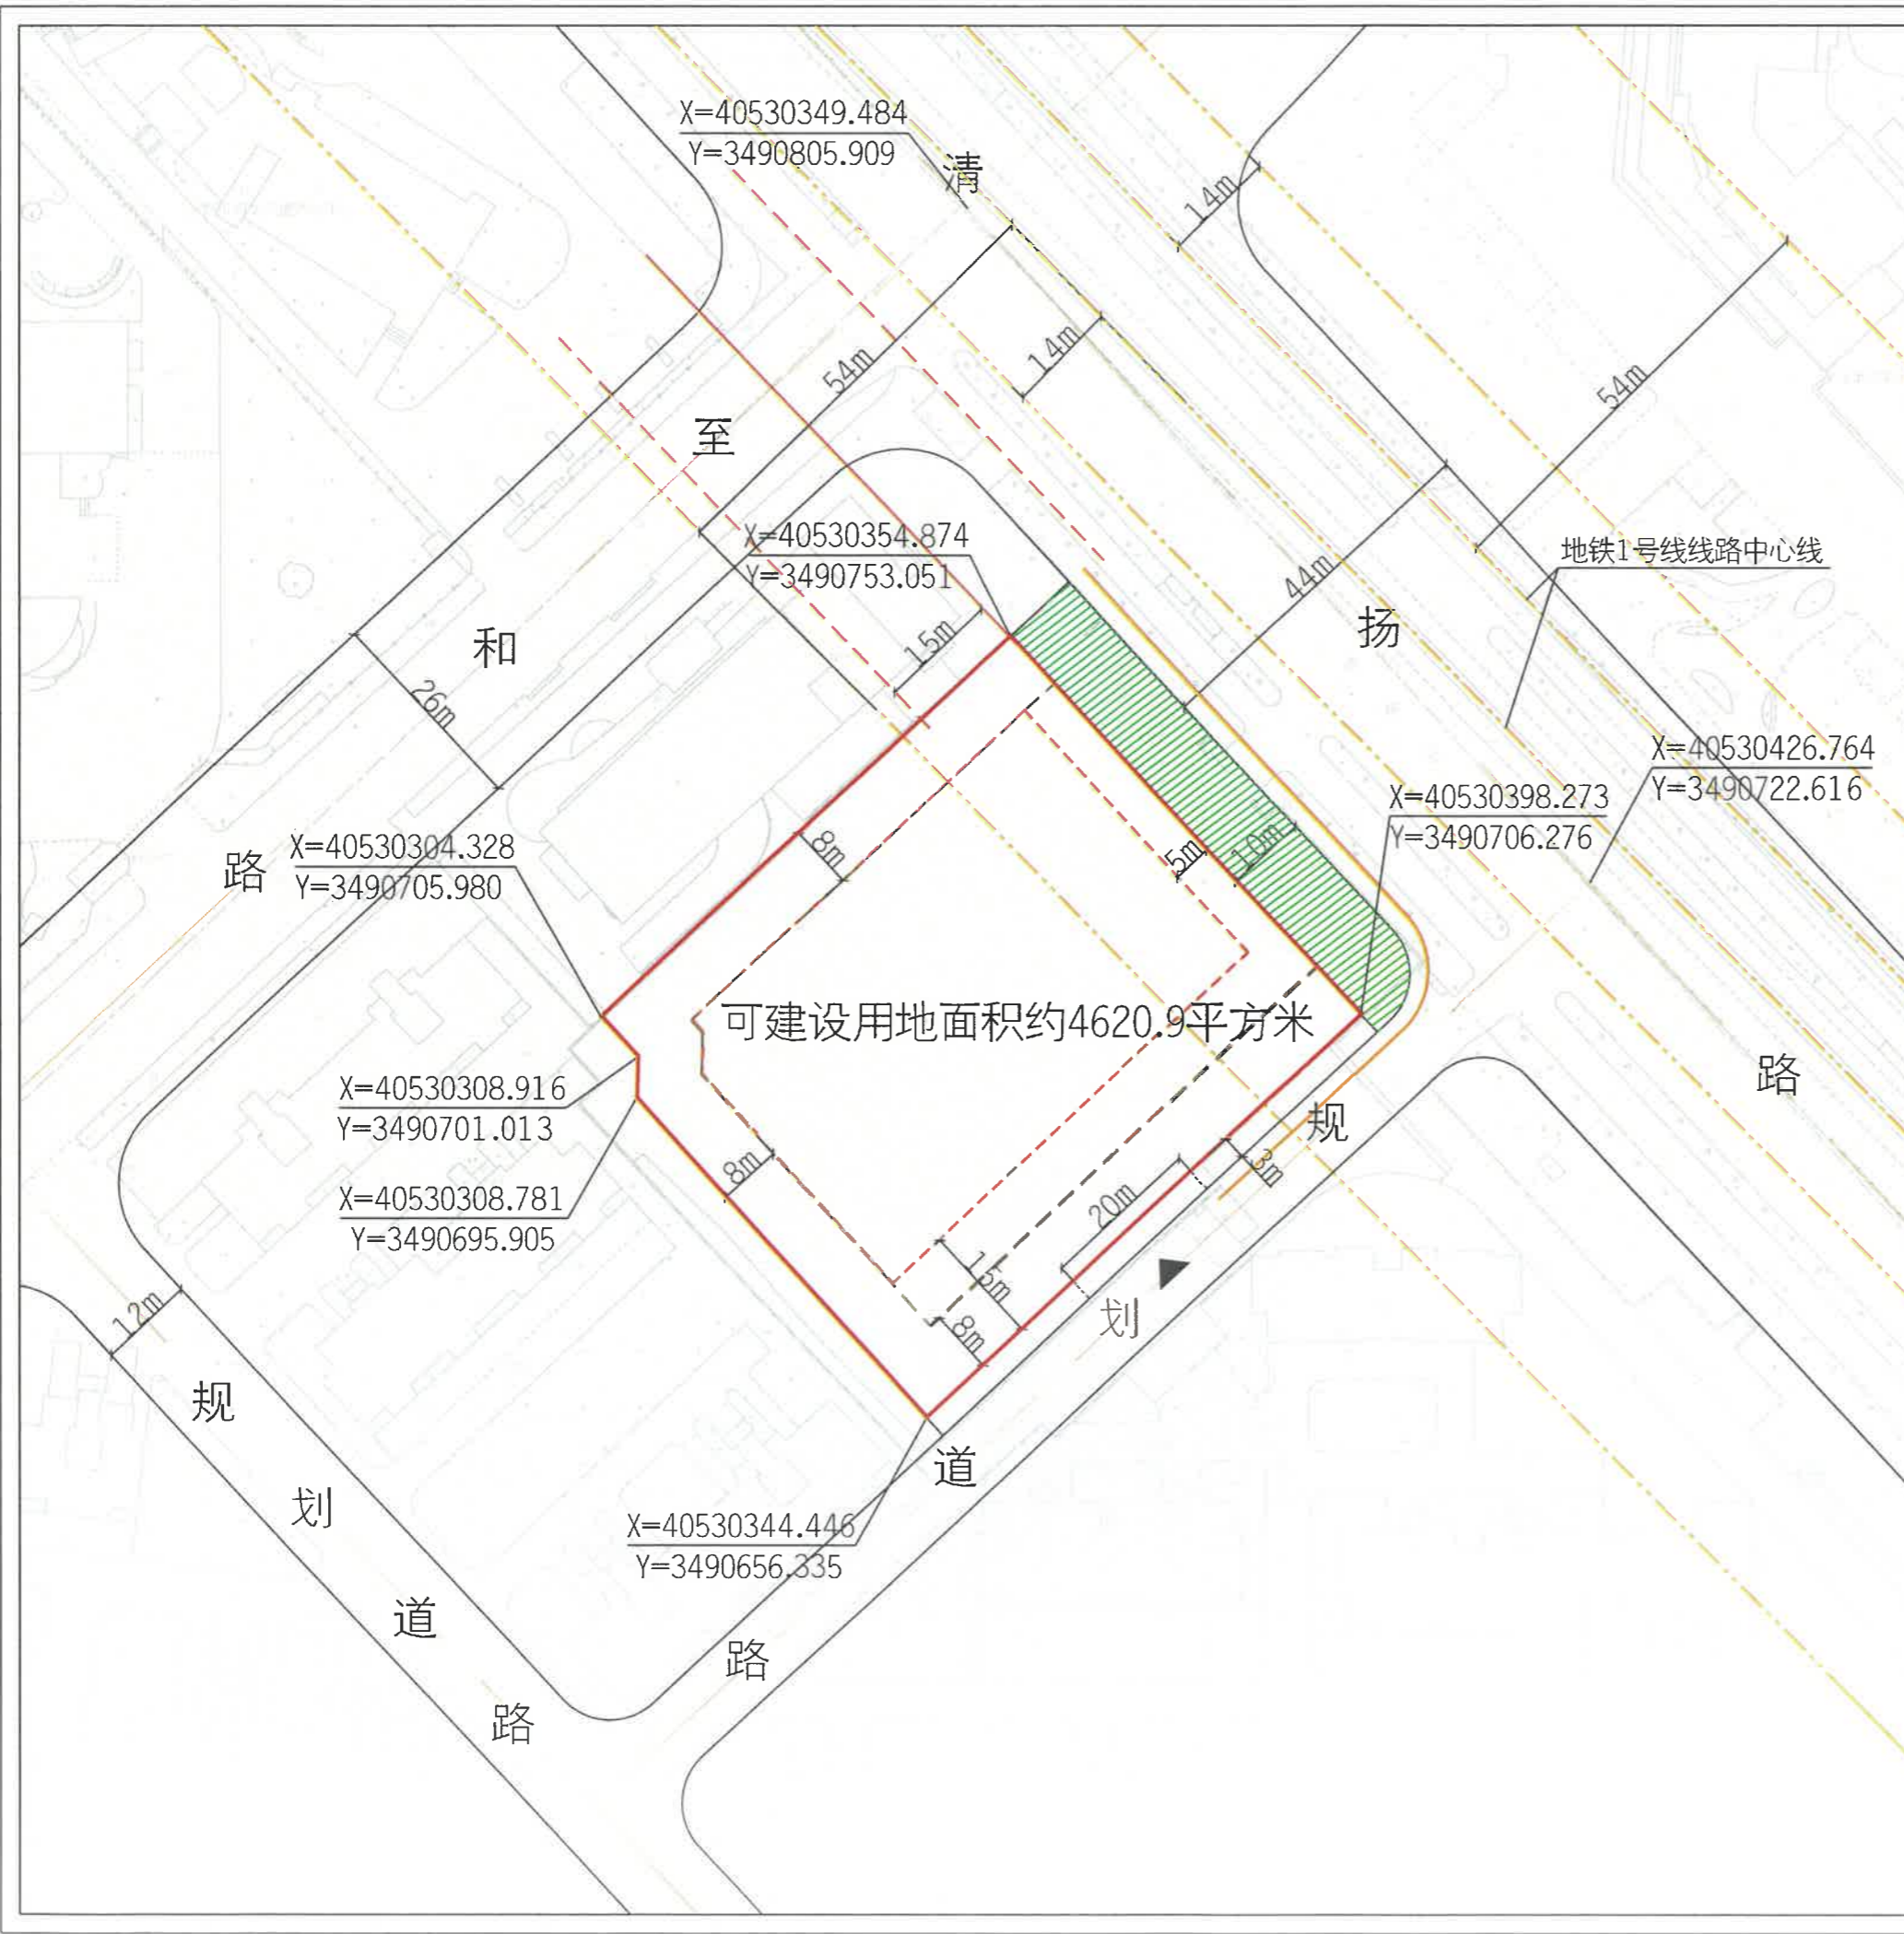 X=40530349.484
Y=3490805.909
清
14m
54m
14m
54m
至
X=40530354.874
Y=3490753.051
地铁1号线线路中心线
44m
扬
15m
和
26m
X=40530426.764
Y=3490722.616
X=40530398.273
Y=3490706.276
8m
5m
10m
X=40530304.328
Y=3490705.980
路
可建设用地面积约4620.9平方米
路
X=40530308.916
Y=3490701.013
规
8m
3m
X=40530308.781
Y=3490695.905
20m
15m
划
8m
12m
规
道
划
X=40530344.446
Y=3490656.335
道
路
路